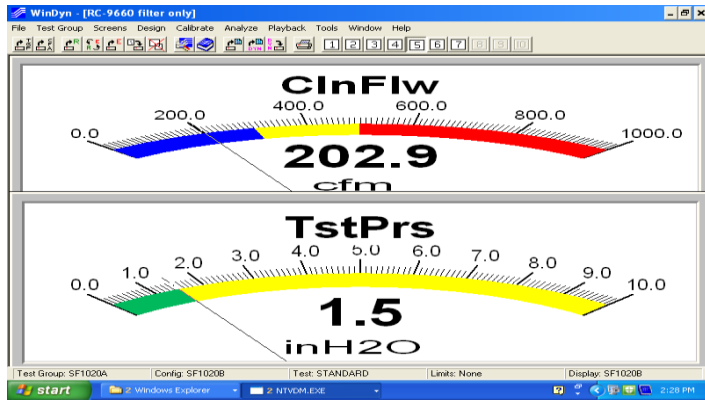 WinDyn - [RC-9660 filter only]
File Test Group Screens Design Calibrate Analyze Playback Tools Window Help
1 2 3 4 5 6 7 8 9 10
ClnFlw
0.0 200.0 400.0 600.0 800.0 1000.0
202.9
cfm
TstPrs
0.0 1.0 2.0 3.0 4.0 5.0 6.0 7.0 8.0 9.0 10.0
1.5
inH2O
Test Group: SF1020A Config: SF1020B Test: STANDARD Limits: None Display: SF1020B
start 2 Windows Explorer 2 NTVDM.EXE 2:28 PM